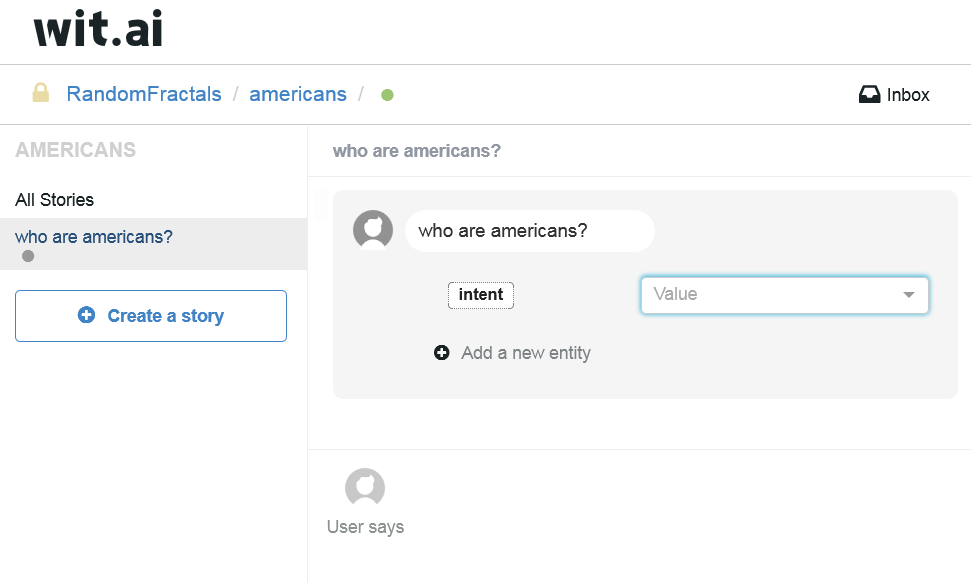 wit.ai
RandomFractals / americans /
Inbox
AMERICANS
All Stories
who are americans?
Create a story
who are americans?
who are americans?
intent
Value
Add a new entity
User says